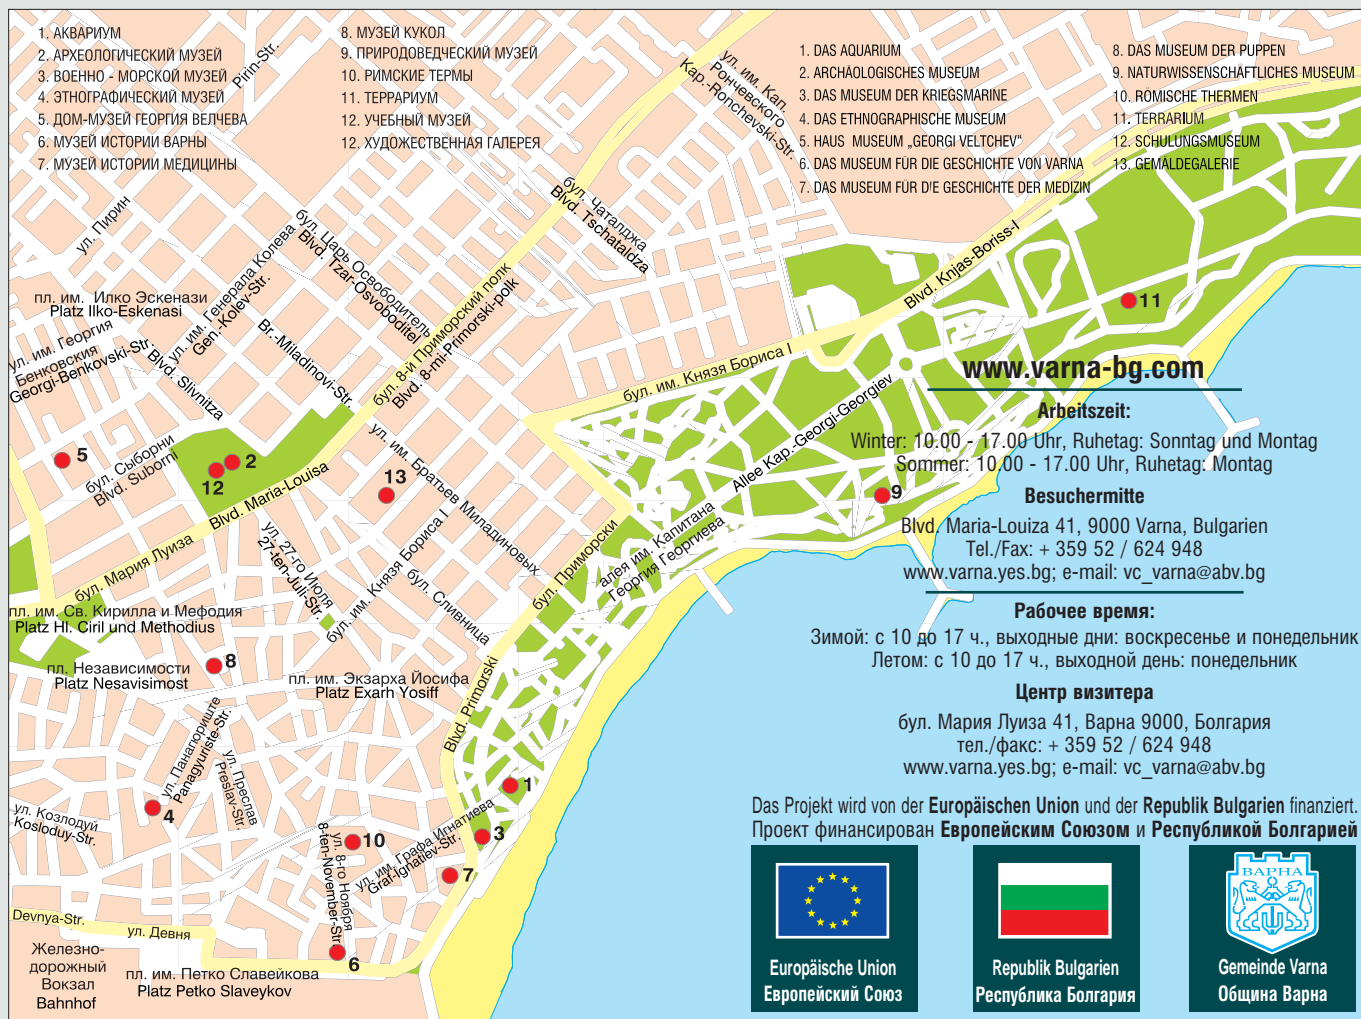 1. АКВАРИУМ
2. АРХЕОЛОГИЧЕСКИЙ МУЗЕЙ
3. ВОЕННО - МОРСКОЙ МУЗЕЙ
4. ЭТНОГРАФИЧЕСКИЙ МУЗЕЙ
5. ДОМ-МУЗЕЙ ГЕОРГИЯ ВЕЛЧЕВА
6. МУЗЕЙ ИСТОРИИ ВАРНЫ
7. МУЗЕЙ ИСТОРИИ МЕДИЦИНЫ
8. МУЗЕЙ КУКОЛ
9. ПРИРОДОВЕДЧЕСКИЙ МУЗЕЙ
10. РИМСКИЕ ТЕРМЫ
11. ТЕРРАРИУМ
12. УЧЕБНЫЙ МУЗЕЙ
12. ХУДОЖЕСТВЕННАЯ ГАЛЕРЕЯ
1. DAS AQUARIUM
2. ARCHÄOLOGISCHES MUSEUM
3. DAS MUSEUM DER KRIEGSMARINE
4. DAS ETHNOGRAPHISCHE MUSEUM
5. HAUS MUSEUM „GEORGI VELTCHEV“
6. DAS MUSEUM FÜR DIE GESCHICHTE VON VARNA
7. DAS MUSEUM FÜR DIE GESCHICHTE DER MEDIZIN
8. DAS MUSEUM DER PUPPEN
9. NATURWISSENSCHAFTLICHES MUSEUM
10. RÖMISCHE THERMEN
11. TERRARIUM
12. SCHULUNGSMUSEUM
13. GEMÄLDEGALERIE
Pirin-Str.
ул. Пирин
ул. им. Кап.
Рончевского
Kap.-Ronchevski-Str.
бул. Чаталджа
Blvd. Tschataldza
бул. Царь Освободитель
Blvd. Tzar-Osvoboditel
ул. им. Генерала Колева
Gen.-Kolev-Str.
пл. им. Илко Эскенази
Platz Ilko-Eskenasi
ул. им. Георгия
Бенковския
Georgi-Benkovski-Str.
Blvd. Slivnitza
Br.-Miladinovi-Str.
бул. 8-и Приморский полк
Blvd. 8-mi-Primorski-polk
Blvd. Knjas-Boriss-I
бул. им. Князя Бориса I
11
5
2
12
13
9
бул. Сыборни
Blvd. Suborni
Blvd. Maria-Louisa
бул. Мария Луиза
ул. им. Братьев Миладиновых
ул. 27-го Июля
27-ten-Juli-Str.
бул. им. Князя Бориса I
бул. Сливница
бул. Приморски
Allee Kap.-Georgi-Georgiev
алея им. Капитана
Георгия Георгиева
пл. им. Св. Кирилла и Мефодия
Platz Hl. Ciril und Methodius
8
пл. Независимости
Platz Nesavisimost
пл. им. Экзарха Йосифа
Platz Exarh Yosiff
Blvd. Primorski
ул. Панагюриште
Panagyuriste-Str.
ул. Преслав
Preslav-Str.
4
ул. Козлодуй
Kosloduy-Str.
10
1
3
7
6
ул. им. Графа Игнатиева
Graf-Ignatiev-Str.
ул. 8-го Ноября
8-ten-November-Str.
Devnya-Str.
ул. Девня
Железно-
дорожный
Вокзал
Bahnhof
пл. им. Петко Славейкова
Platz Petko Slaveykov
www.varna-bg.com
Arbeitszeit:
Winter: 10.00 - 17.00 Uhr, Ruhetag: Sonntag und Montag
Sommer: 10.00 - 17.00 Uhr, Ruhetag: Montag
Besuchermitte
Blvd. Maria-Louiza 41, 9000 Varna, Bulgarien
Tel./Fax: + 359 52 / 624 948
www.varna.yes.bg; e-mail: vc_varna@abv.bg
Рабочее время:
Зимой: с 10 до 17 ч., выходные дни: воскресенье и понедельник
Летом: с 10 до 17 ч., выходной день: понедельник
Центр визитера
бул. Мария Луиза 41, Варна 9000, Болгария
тел./факс: + 359 52 / 624 948
www.varna.yes.bg; e-mail: vc_varna@abv.bg
Das Projekt wird von der Europäischen Union und der Republik Bulgarien finanziert.
Проект финансирован Европейским Союзом и Республикой Болгарией
Europäische Union
Европейский Союз
Republik Bulgarien
Республика Болгария
ВАРНА
Gemeinde Varna
Община Варна